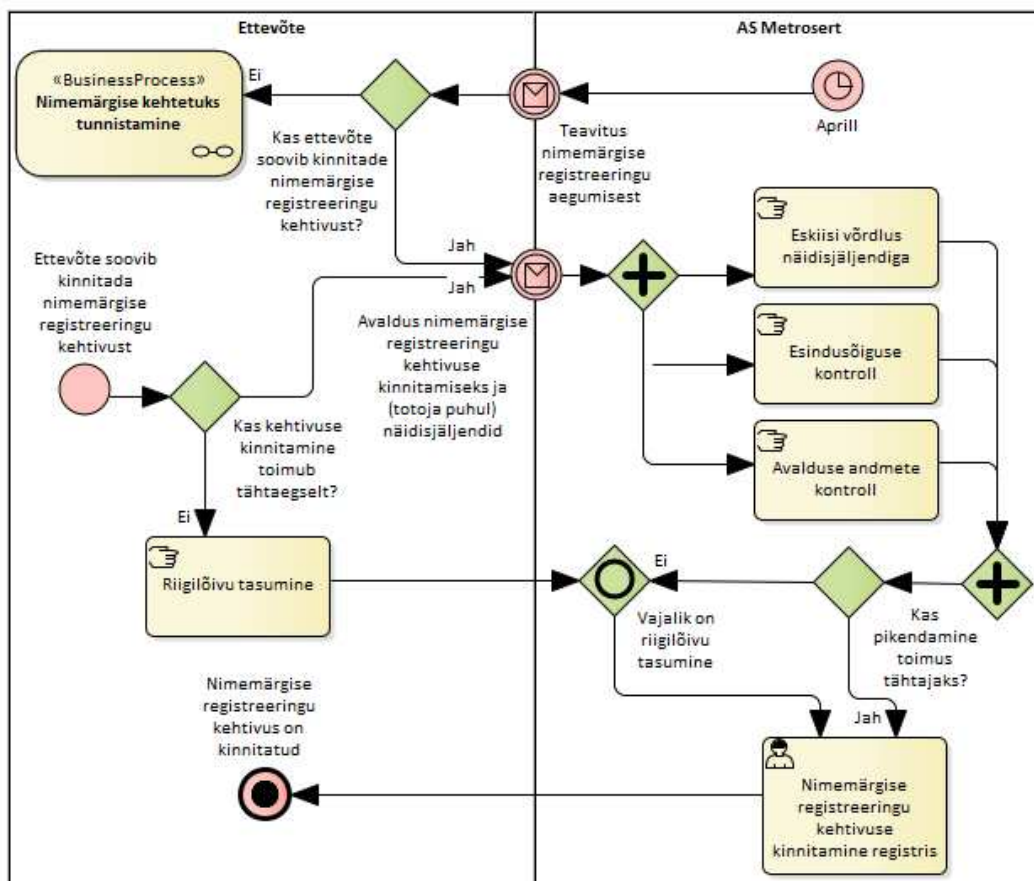 Ettevõte
AS Metrosert
«BusinessProcess»
Nimemärgise kehtetuks
tunnistamine
Ei
Kas ettevõte
soovib kinnitade
nimemärgise
registreeringu
kehtivust?
Teavitus
nimemärgise
registreeringu
aegumisest
Aprill
Jah
Jah
Ettevõte soovib
kinnitada
nimemärgise
registreeringu
kehtivust
Avaldus nimemärgise
registreeringu
kehtivuse
kinnitamiseks ja
(totoja puhul)
näidisjäljendid
Eskiisi võrdlus
näidisjäljendiga
Esindusõiguse
kontroll
Avalduse andmete
kontroll
Kas kehtivuse
kinnitamine
toimub
tähtaegselt?
Ei
Riigilõivu tasumine
Ei
Vajalik on
riigilõivu
tasumine
Kas
pikendamine
toimus
tähtajaks?
Jah
Nimemärgise
registreeringu
kehtivus on
kinnitatud
Nimemärgise
registreeringu
kehtivuse
kinnitamine registris